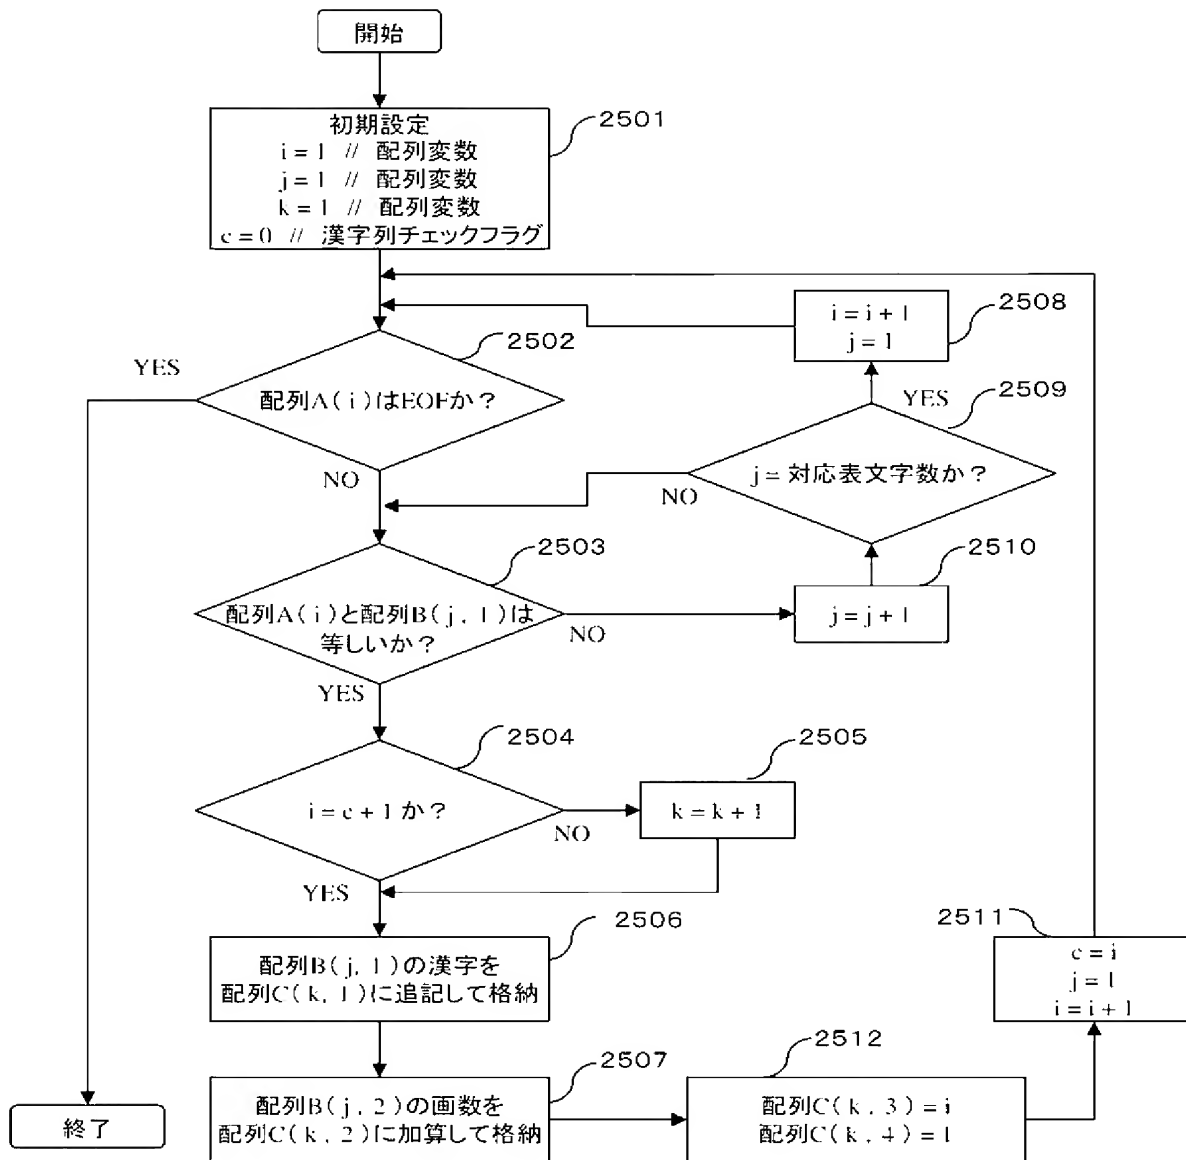 開始
2501
初期設定
i = 1 // 配列変数
j = 1 // 配列変数
k = 1 // 配列変数
c = 0 // 漢字列チェックフラグ
2508
i = i + 1
j = 1
2502
YES
配列A(i)はEOFか？
NO
2509
YES
j = 対応表文字数か？
NO
2503
配列A(i)と配列B(j, 1)は
等しいか？
NO
YES
2510
j = j + 1
2504
i = c + 1 か？
NO
YES
2505
k = k + 1
2506
配列B(j, 1)の漢字を
配列C(k, 1)に追記して格納
2511
c = i
j = 1
i = i + 1
2507
配列B(j, 2)の画数を
配列C(k, 2)に加算して格納
2512
配列C(k, 3) = i
配列C(k, 4) = 1
終了